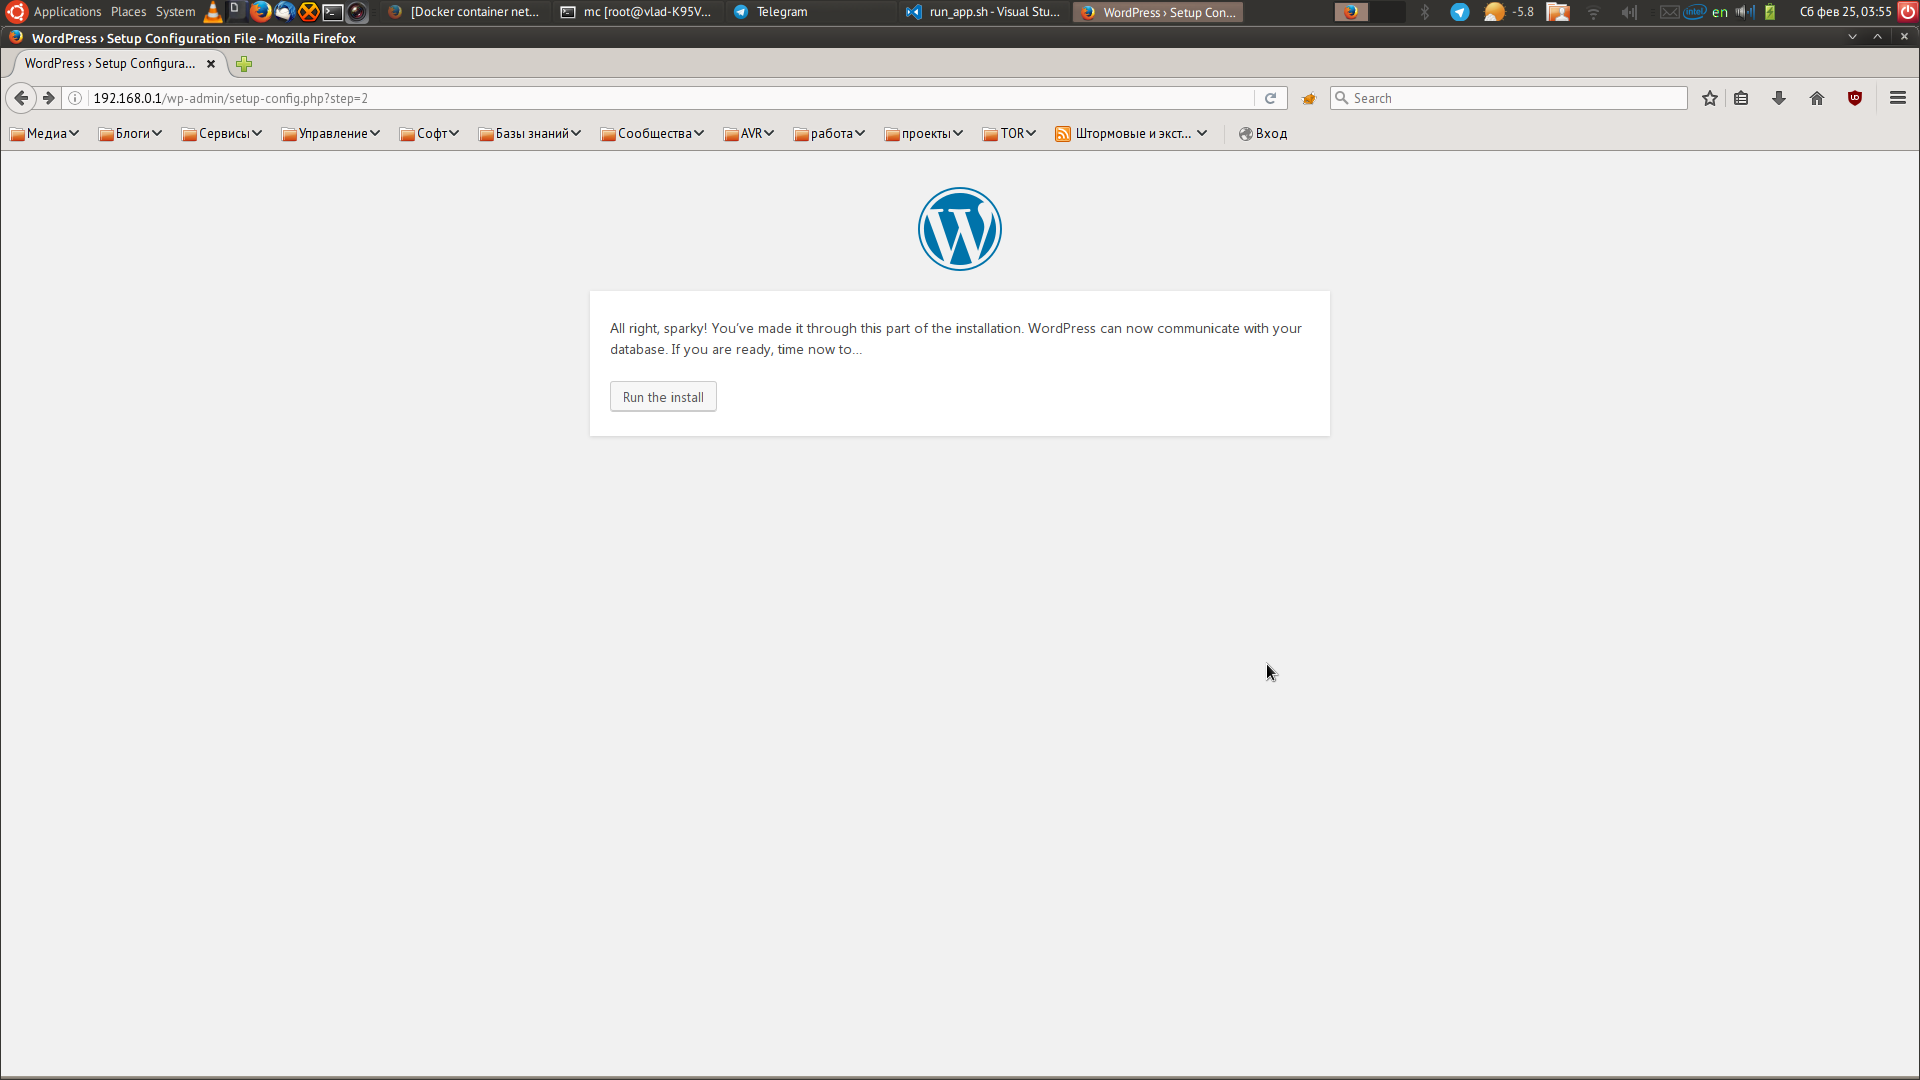 Applications Places System [Docker container net... mc [root@vlad-K95V... Telegram run_app.sh - Visual Stu... WordPress › Setup Con... -5.8 intel en Сб фев 25, 03:55
WordPress › Setup Configuration File - Mozilla Firefox
WordPress › Setup Configura...
192.168.0.1/wp-admin/setup-config.php?step=2 Search
Медиа Блоги Сервисы Управление Софт Базы знаний Сообщества AVR работа проекты TOR Штормовые и экст... Вход
All right, sparky! You’ve made it through this part of the installation. WordPress can now communicate with your
database. If you are ready, time now to…
Run the install